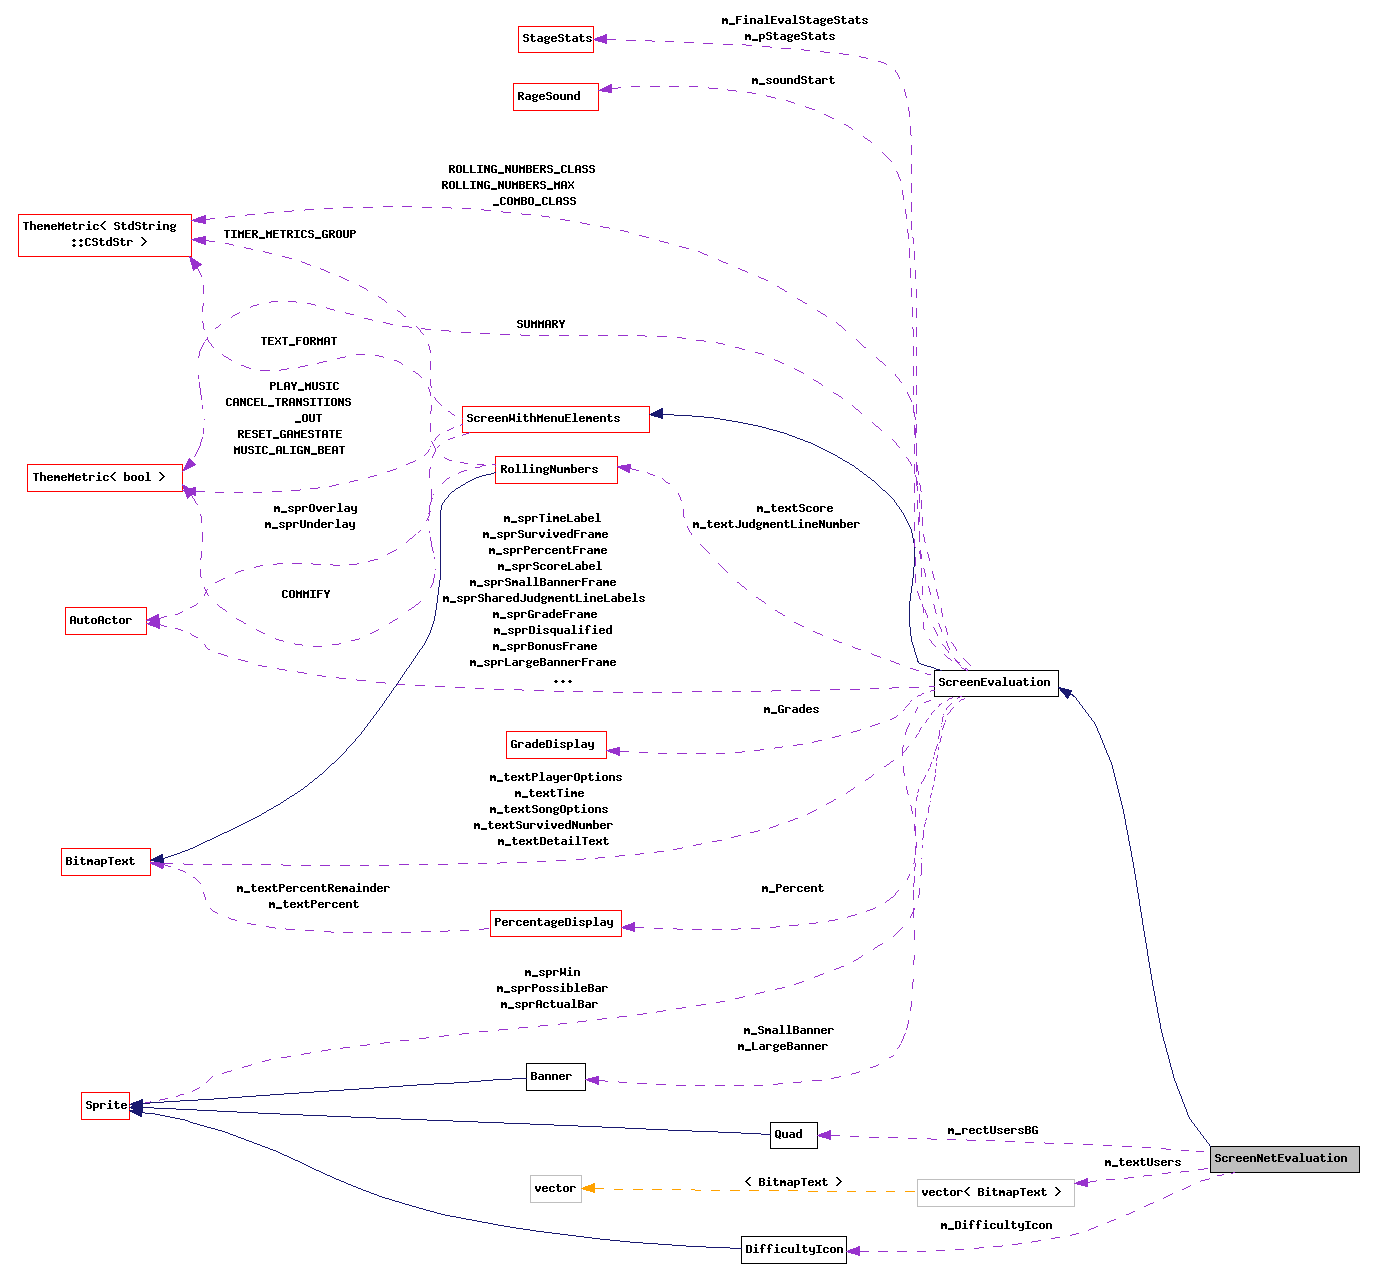 m_FinalEvalStageStats
m_pStageStats
StageStats
m_soundStart
RageSound
ROLLING_NUMBERS_CLASS
ROLLING_NUMBERS_MAX
_COMBO_CLASS
ThemeMetric< StdString
::CStdStr >
TIMER_METRICS_GROUP
SUMMARY
TEXT_FORMAT
PLAY_MUSIC
CANCEL_TRANSITIONS
_OUT
RESET_GAMESTATE
MUSIC_ALIGN_BEAT
ScreenWithMenuElements
RollingNumbers
ThemeMetric< bool >
m_sprOverlay
m_sprUnderlay
m_textScore
m_textJudgmentLineNumber
m_sprTimeLabel
m_sprSurvivedFrame
m_sprPercentFrame
m_sprScoreLabel
m_sprSmallBannerFrame
m_sprSharedJudgmentLineLabels
m_sprGradeFrame
m_sprDisqualified
m_sprBonusFrame
m_sprLargeBannerFrame
...
COMMIFY
AutoActor
ScreenEvaluation
m_Grades
GradeDisplay
m_textPlayerOptions
m_textTime
m_textSongOptions
m_textSurvivedNumber
m_textDetailText
BitmapText
m_textPercentRemainder
m_textPercent
m_Percent
PercentageDisplay
m_sprWin
m_sprPossibleBar
m_sprActualBar
m_SmallBanner
m_LargeBanner
Banner
Sprite
Quad
m_rectUsersBG
ScreenNetEvaluation
m_textUsers
vector
< BitmapText >
vector< BitmapText >
m_DifficultyIcon
DifficultyIcon